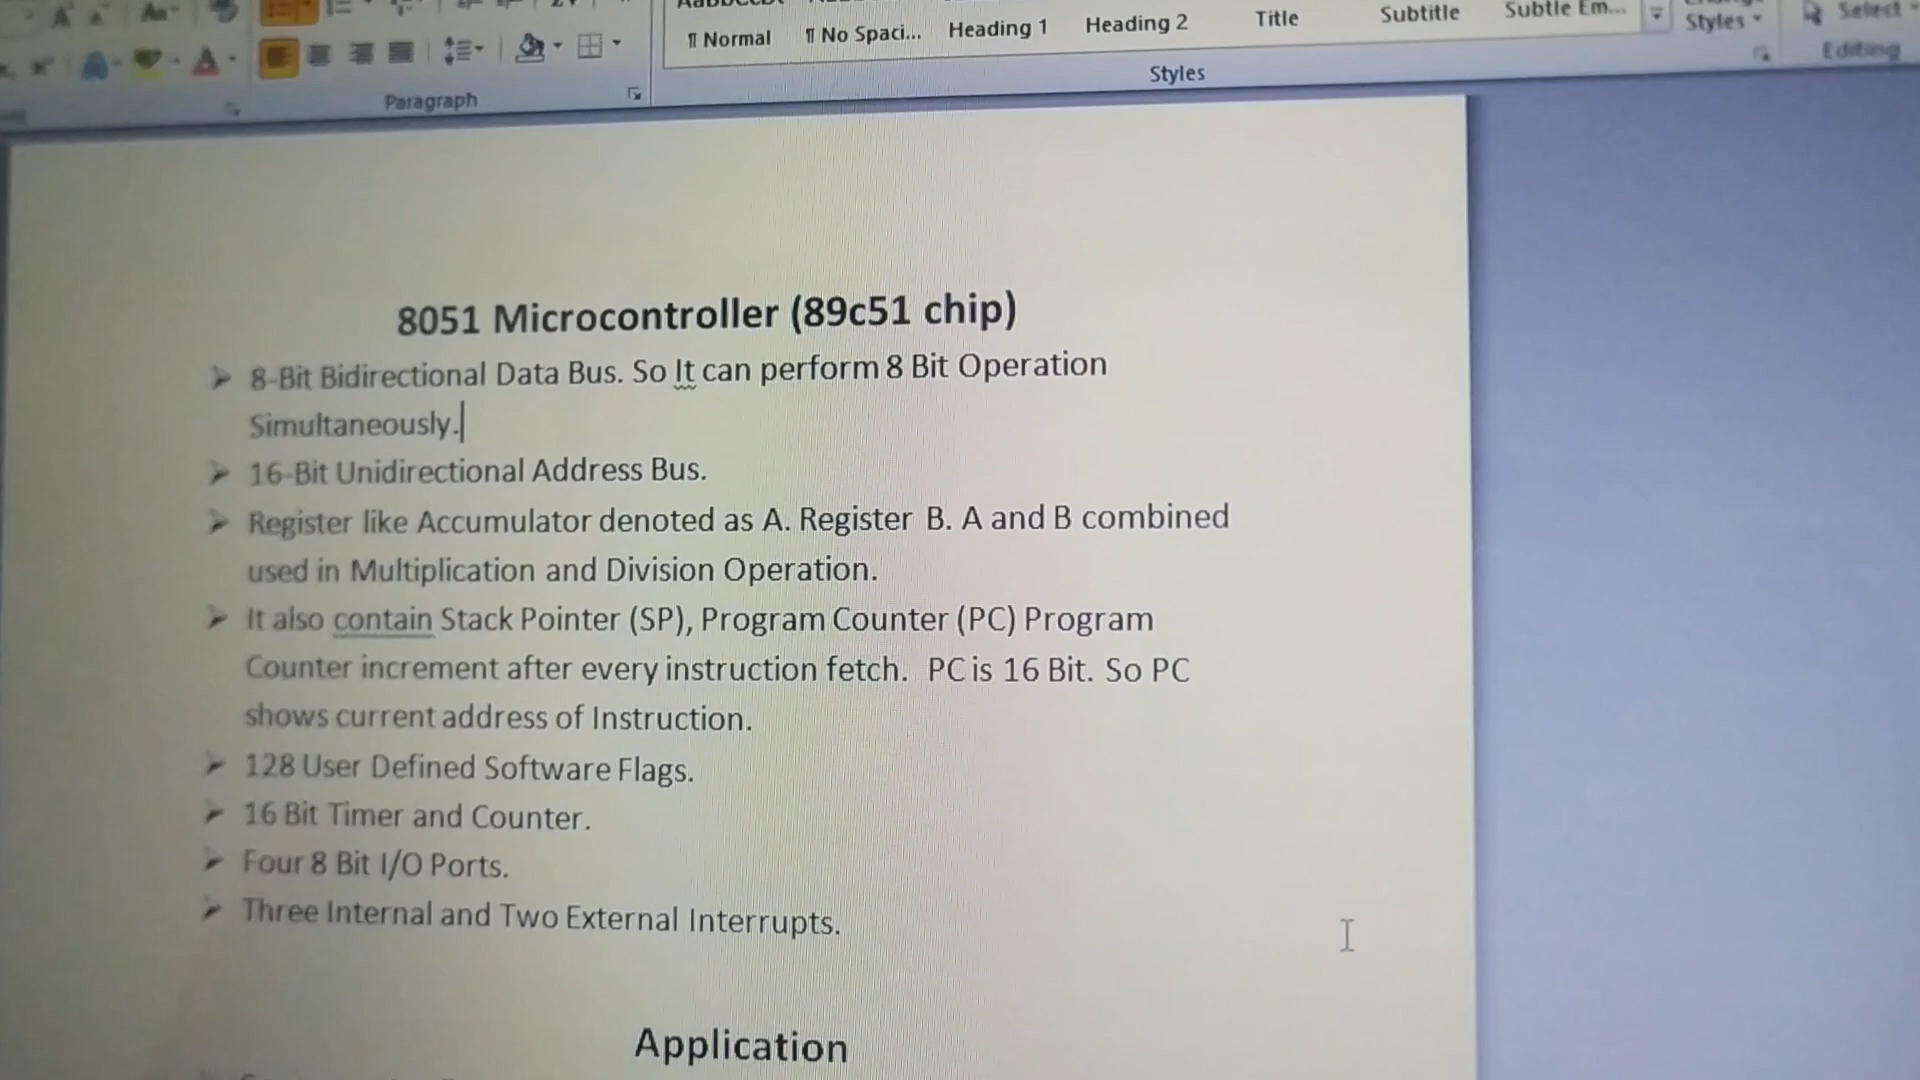 ¶ Normal
¶ No Spaci...
Heading 1
Heading 2
Title
Subtitle
Subtle Em...
Styles
Select
Paragraph
Styles
Editing
8051 Microcontroller (89c51 chip)
8-Bit Bidirectional Data Bus. So It can perform 8 Bit Operation
Simultaneously.
16-Bit Unidirectional Address Bus.
Register like Accumulator denoted as A. Register B. A and B combined
used in Multiplication and Division Operation.
It also contain Stack Pointer (SP), Program Counter (PC) Program
Counter increment after every instruction fetch. PC is 16 Bit. So PC
shows current address of Instruction.
128 User Defined Software Flags.
16 Bit Timer and Counter.
Four 8 Bit I/O Ports.
Three Internal and Two External Interrupts.
Application